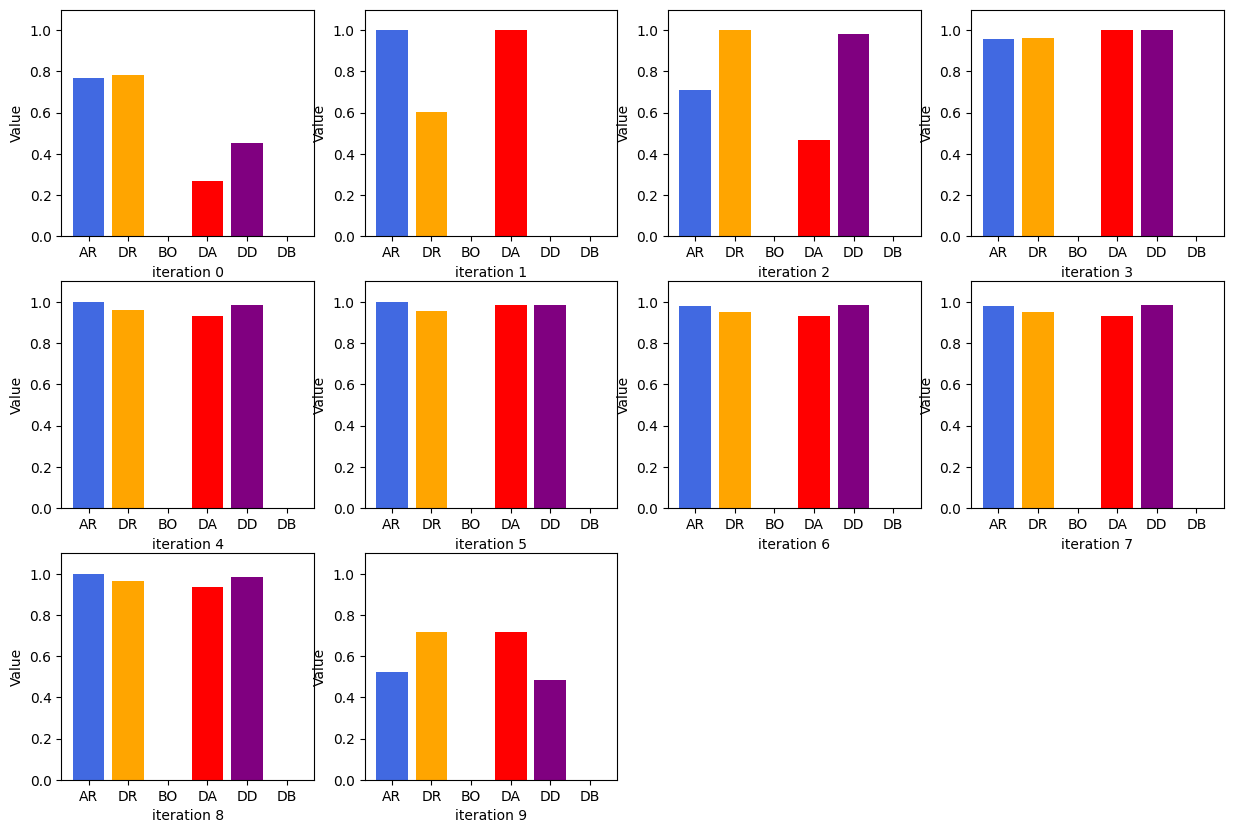 Value
1.0
0.8
0.6
0.4
0.2
0.0
AR DR BO DA DD DB
iteration 0
Value
1.0
0.8
0.6
0.4
0.2
0.0
AR DR BO DA DD DB
iteration 1
Value
1.0
0.8
0.6
0.4
0.2
0.0
AR DR BO DA DD DB
iteration 2
Value
1.0
0.8
0.6
0.4
0.2
0.0
AR DR BO DA DD DB
iteration 3
Value
1.0
0.8
0.6
0.4
0.2
0.0
AR DR BO DA DD DB
iteration 4
Value
1.0
0.8
0.6
0.4
0.2
0.0
AR DR BO DA DD DB
iteration 5
Value
1.0
0.8
0.6
0.4
0.2
0.0
AR DR BO DA DD DB
iteration 6
Value
1.0
0.8
0.6
0.4
0.2
0.0
AR DR BO DA DD DB
iteration 7
Value
1.0
0.8
0.6
0.4
0.2
0.0
AR DR BO DA DD DB
iteration 8
Value
1.0
0.8
0.6
0.4
0.2
0.0
AR DR BO DA DD DB
iteration 9